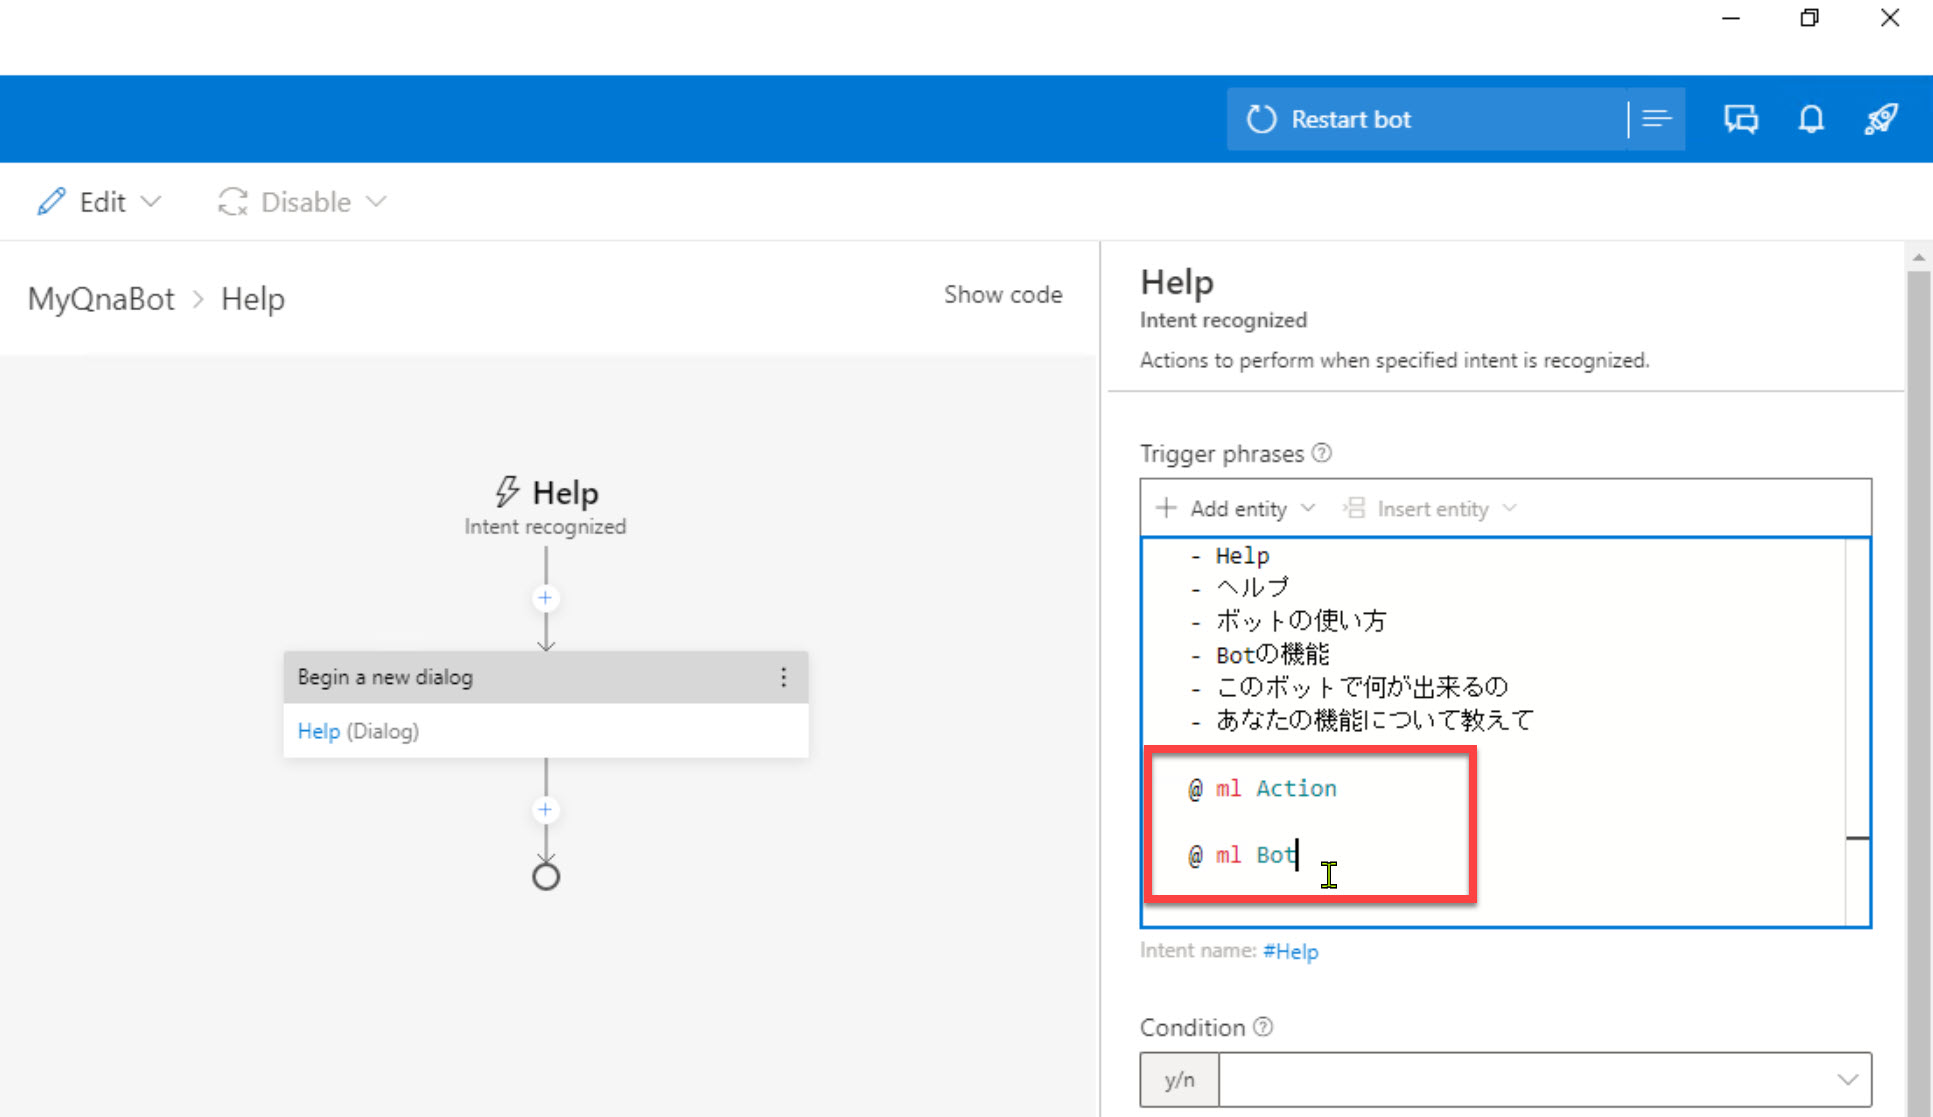 Restart bot
Edit
Disable
MyQnaBot > Help
Show code
Help
Intent recognized
Begin a new dialog
Help (Dialog)
Help
Intent recognized
Actions to perform when specified intent is recognized.
Trigger phrases
Add entity
Insert entity
- Help
- ヘルプ
- ボットの使い方
- Botの機能
- このボットで何が出来るの
- あなたの機能について教えて
@ ml Action
@ ml Bot
Intent name: #Help
Condition
y/n